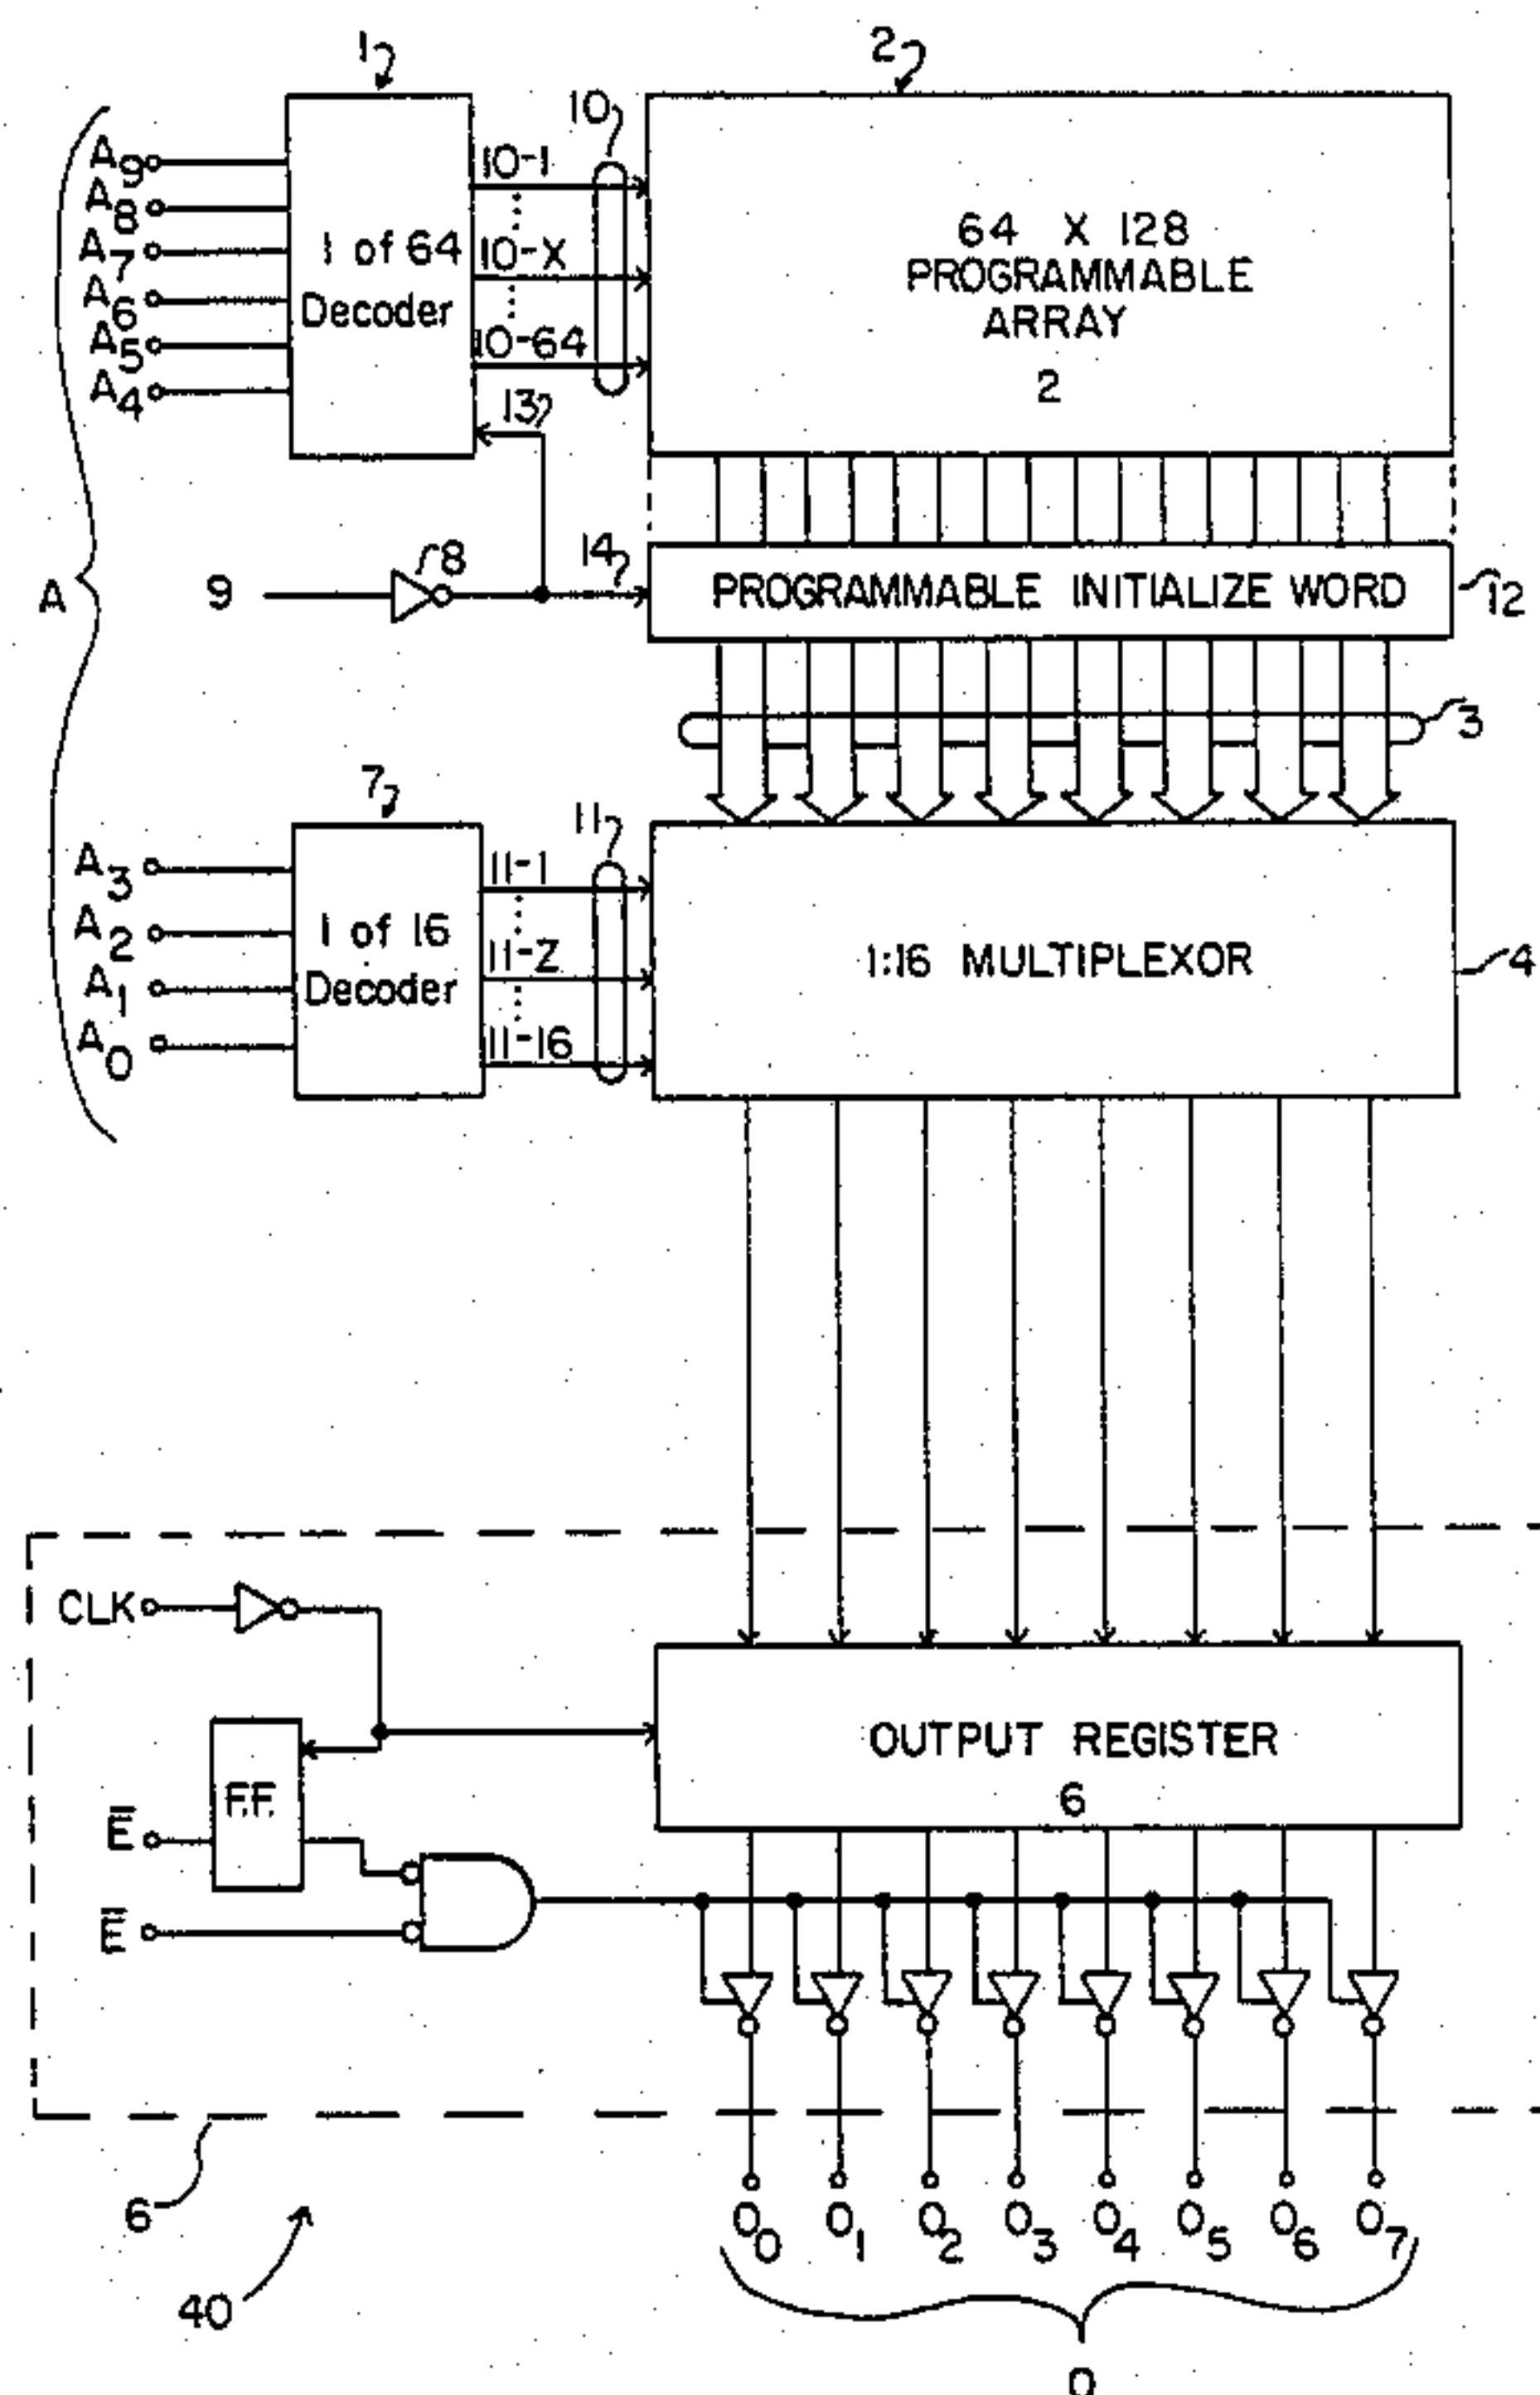 1
2
A9
A8
A7
A6
A5
A4
1 of 64
Decoder
10-1
10-X
10-64
10
13
64 X 128
PROGRAMMABLE
ARRAY
2
A
9
8
14
PROGRAMMABLE INITIALIZE WORD
12
3
7
A3
A2
A1
A0
1 of 16
Decoder
11-1
11-Z
11-16
11
1:16 MULTIPLEXOR
4
CLK
F.F.
E̅
E̅
OUTPUT REGISTER
6
6
40
O0 O1 O2 O3 O4 O5 O6 O7
O